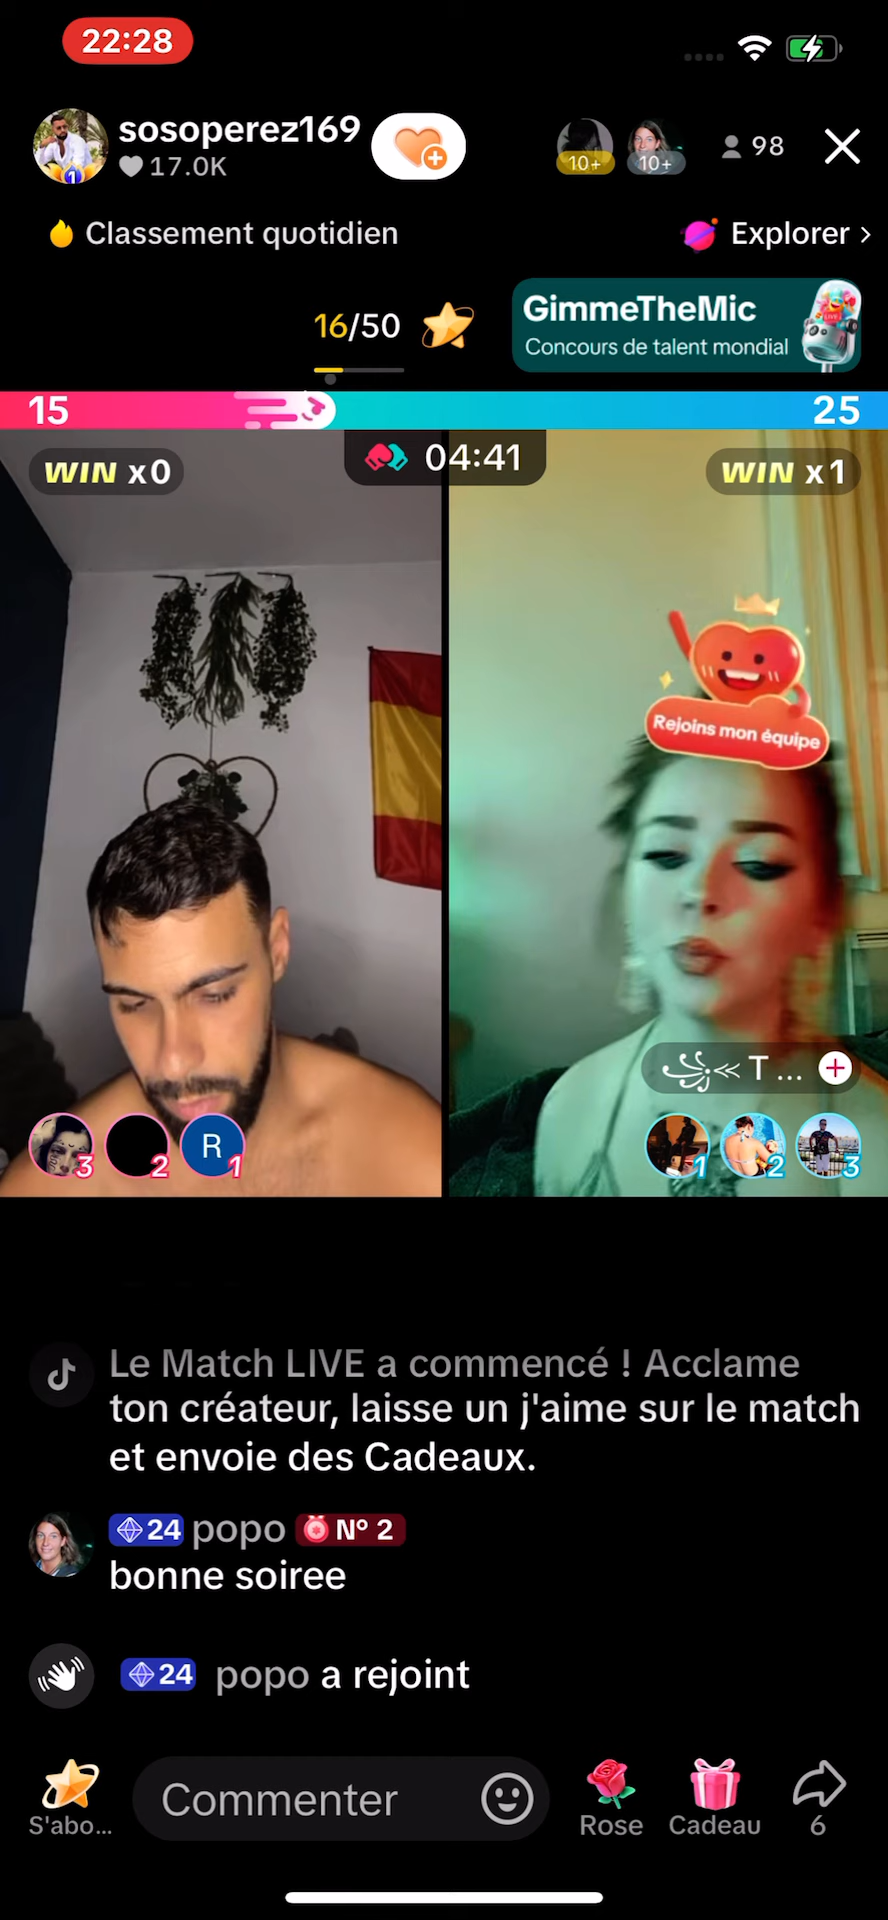 22:28
sosoperez169
17.0K
1
10+
10+
98
Classement quotidien
Explorer >
16/50
GimmeTheMic
Concours de talent mondial
15
25
WIN x0
04:41
WIN x1
Rejoins mon équipe
T ...
3
2
R
1
1
2
3
Le Match LIVE a commencé ! Acclame
ton créateur, laisse un j'aime sur le match
et envoie des Cadeaux.
24 popo N° 2
bonne soiree
24 popo a rejoint
S'abo...
Commenter
Rose
Cadeau
6